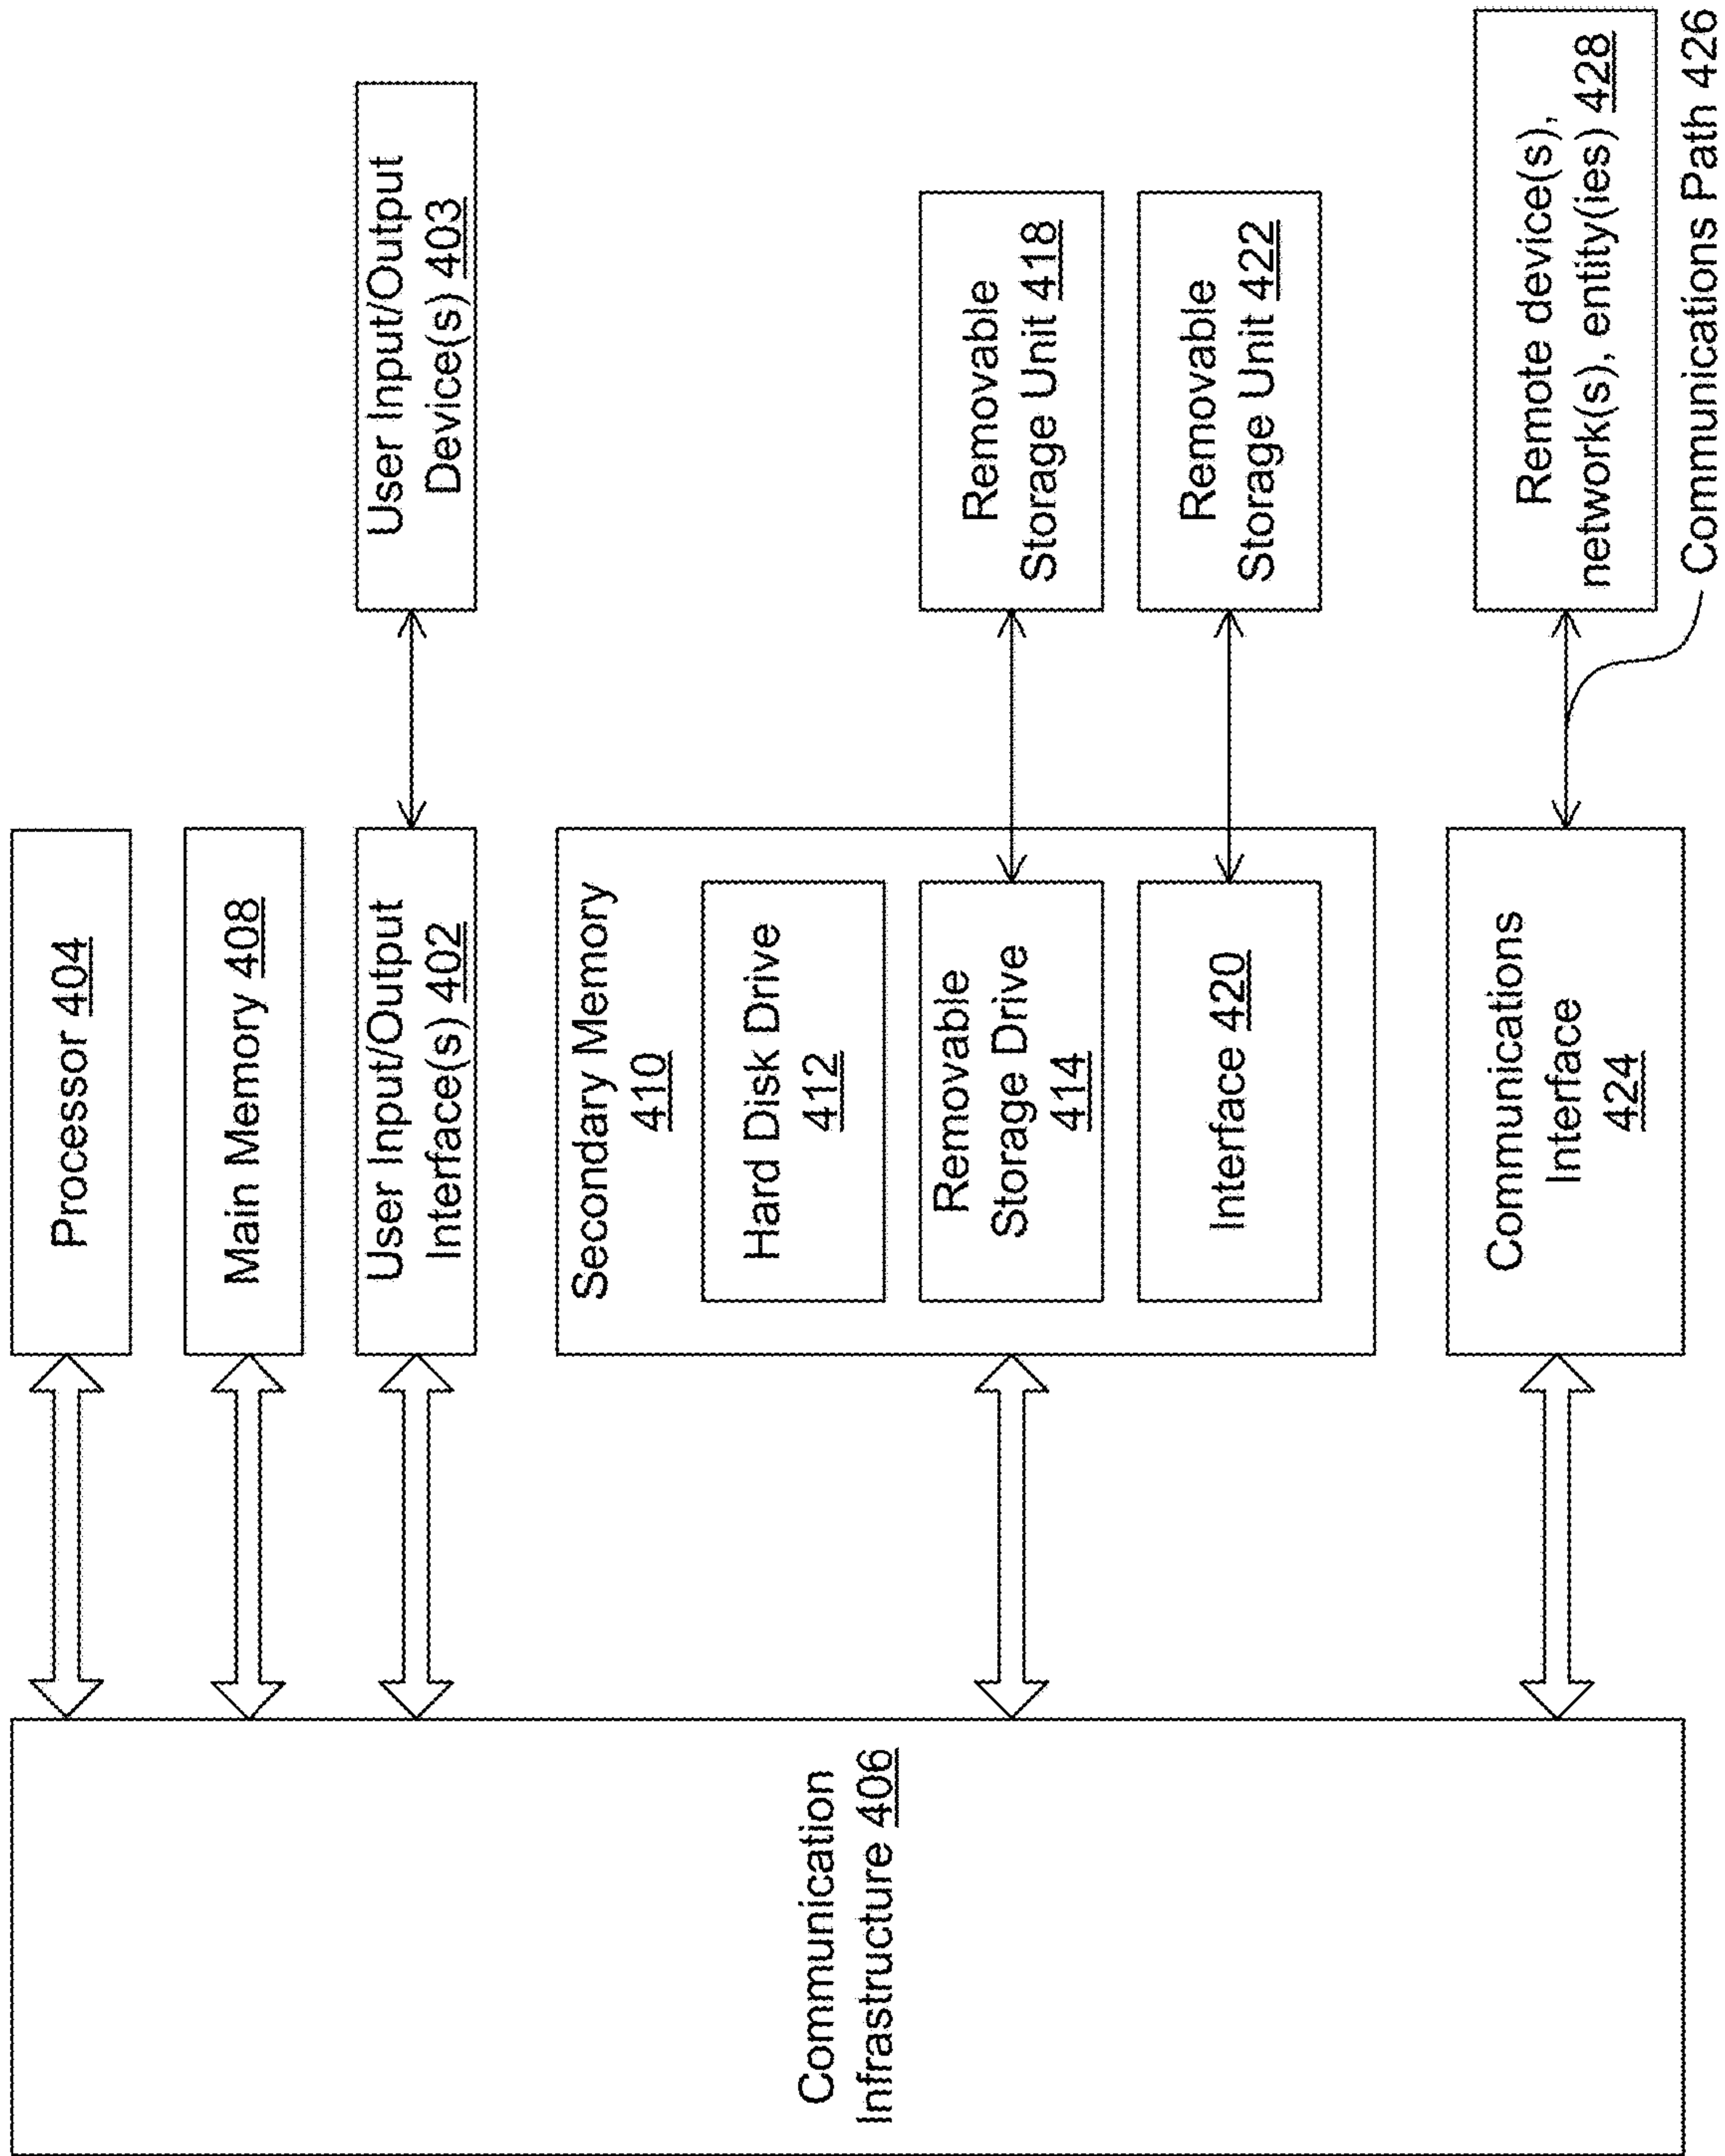 Processor 404
Main Memory 408
User Input/Output
Interface(s) 402
User Input/Output
Device(s) 403
Communication
Infrastructure 406
Secondary Memory
410
Hard Disk Drive
412
Removable
Storage Drive
414
Removable
Storage Unit 418
Interface 420
Removable
Storage Unit 422
Communications
Interface
424
Remote device(s),
network(s), entity(ies) 428
Communications Path 426